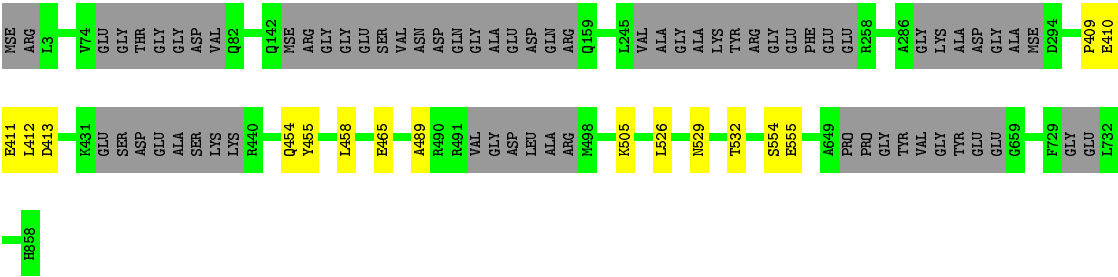 MSE ARG L3 V74 GLU GLY THR GLY GLY ASP VAL Q82 Q142 MSE ARG GLY GLY GLU SER VAL ASN ASP GLN GLY ALA GLU ASP GLN ARG Q159 L245 VAL ALA GLY ALA LYS TYR ARG GLY GLU PHE GLU GLU R258 A286 GLY LYS ALA ASP GLY ALA MSE D294 P409 E410
E411 L412 D413 K431 GLU SER ASP GLU ALA SER LYS LYS R440 Q454 Y455 L458 E465 A489 R490 R491 VAL GLY ASP LEU ALA ARG M498 K505 L526 N529 T532 S554 E555 A649 PRO PRO GLY TYR VAL GLY TYR GLU GLU G659 F729 GLY GLU L732
H858